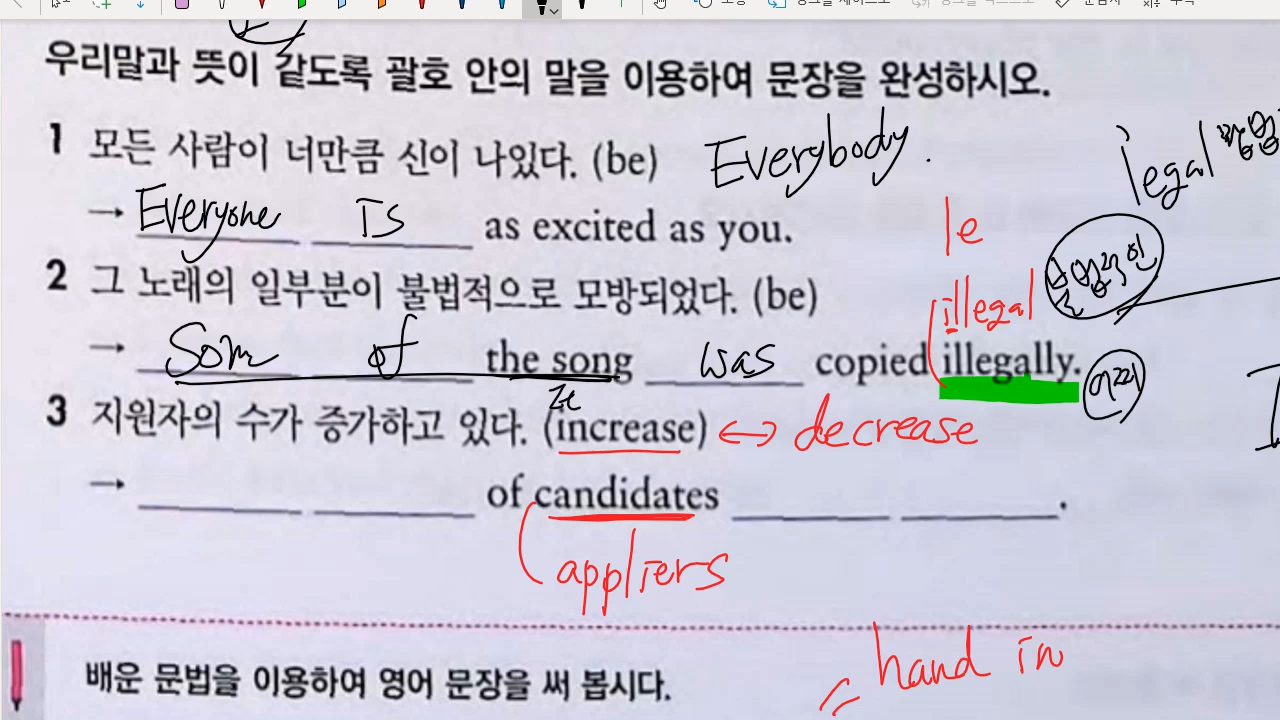 우리말과 뜻이 같도록 괄호 안의 말을 이용하여 문장을 완성하시오.
1 모든 사람이 너만큼 신이 나있다. (be) Everybody.
→ Everyone is as excited as you.
legal
le
불법적인
2 그 노래의 일부분이 불법적으로 모방되었다. (be)
illegal
→ Som of the song was copied illegally.
어찌
3 지원자의 수가 증가하고 있다. (increase) ↔ decrease
→ of candidates .
appliers
= hand in
배운 문법을 이용하여 영어 문장을 써 봅시다.